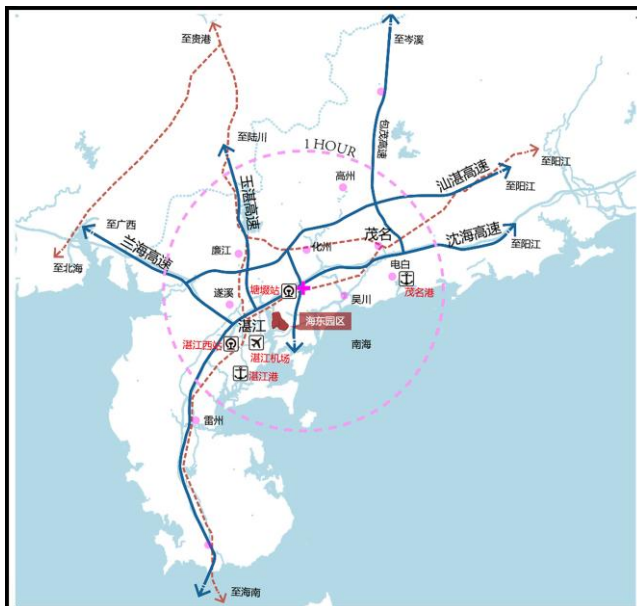 至贵港
至岑溪
至陆川
包茂高速
1 HOUR
高州
玉湛高速
汕湛高速
至阳江
至阳江
至广西
兰海高速
廉江
化州
茂名
沈海高速
至阳江
至北海
电白
塘㙍站
茂名港
遂溪
吴川
湛江
海东园区
湛江西站
湛江机场
南海
湛江港
雷州
至海南